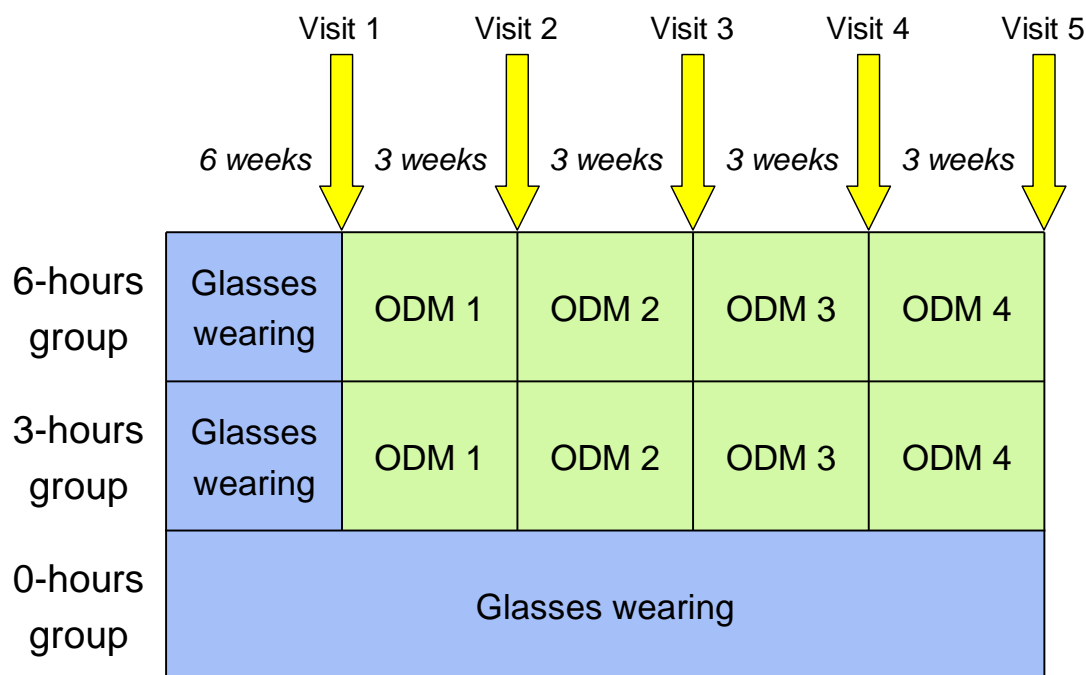 Visit 1 Visit 2 Visit 3 Visit 4 Visit 5
6 weeks 3 weeks 3 weeks 3 weeks 3 weeks
6-hours
group
Glasses
wearing
ODM 1 ODM 2 ODM 3 ODM 4
3-hours
group
Glasses
wearing
ODM 1 ODM 2 ODM 3 ODM 4
0-hours
group
Glasses wearing